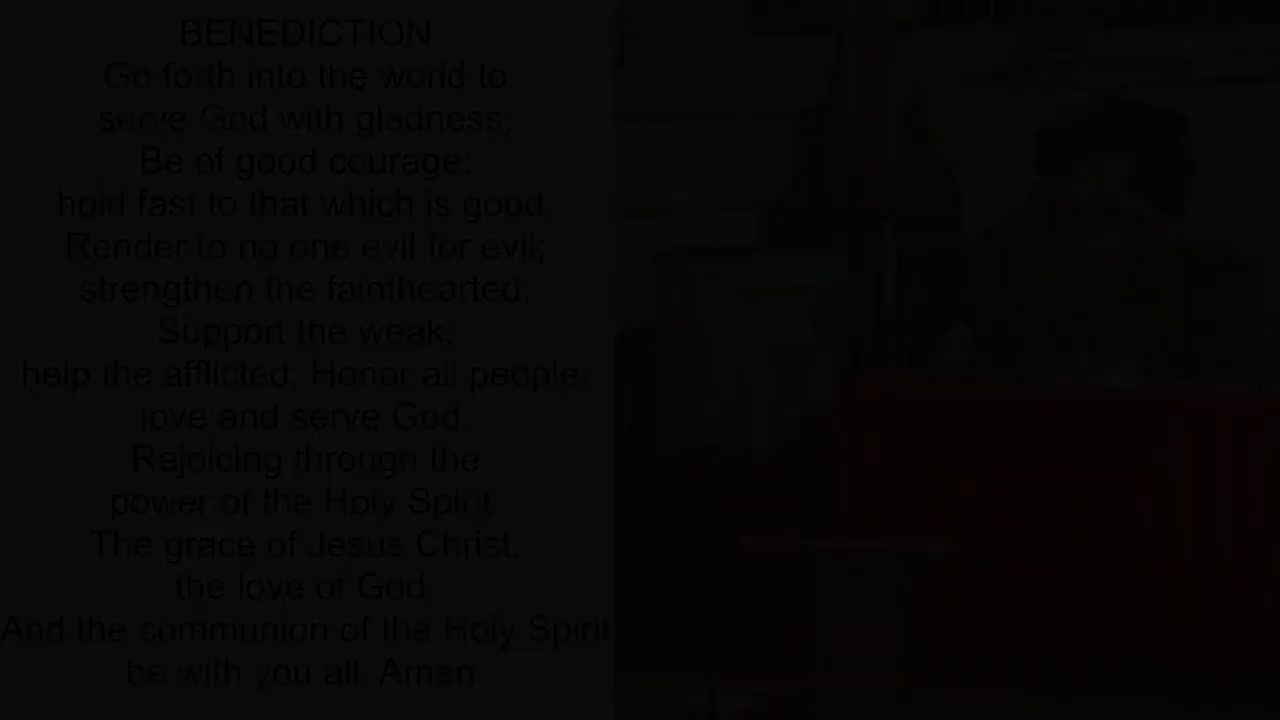 BENEDICTION
Go forth into the world to
serve God with gladness;
Be of good courage:
hold fast to that which is good
Render to no one evil for evil;
strengthen the fainthearted;
Support the weak;
help the afflicted; Honor all people;
love and serve God.
Rejoicing through the
power of the Holy Spirit.
The grace of Jesus Christ,
the love of God,
And the communion of the Holy Spirit
be with you all. Aman